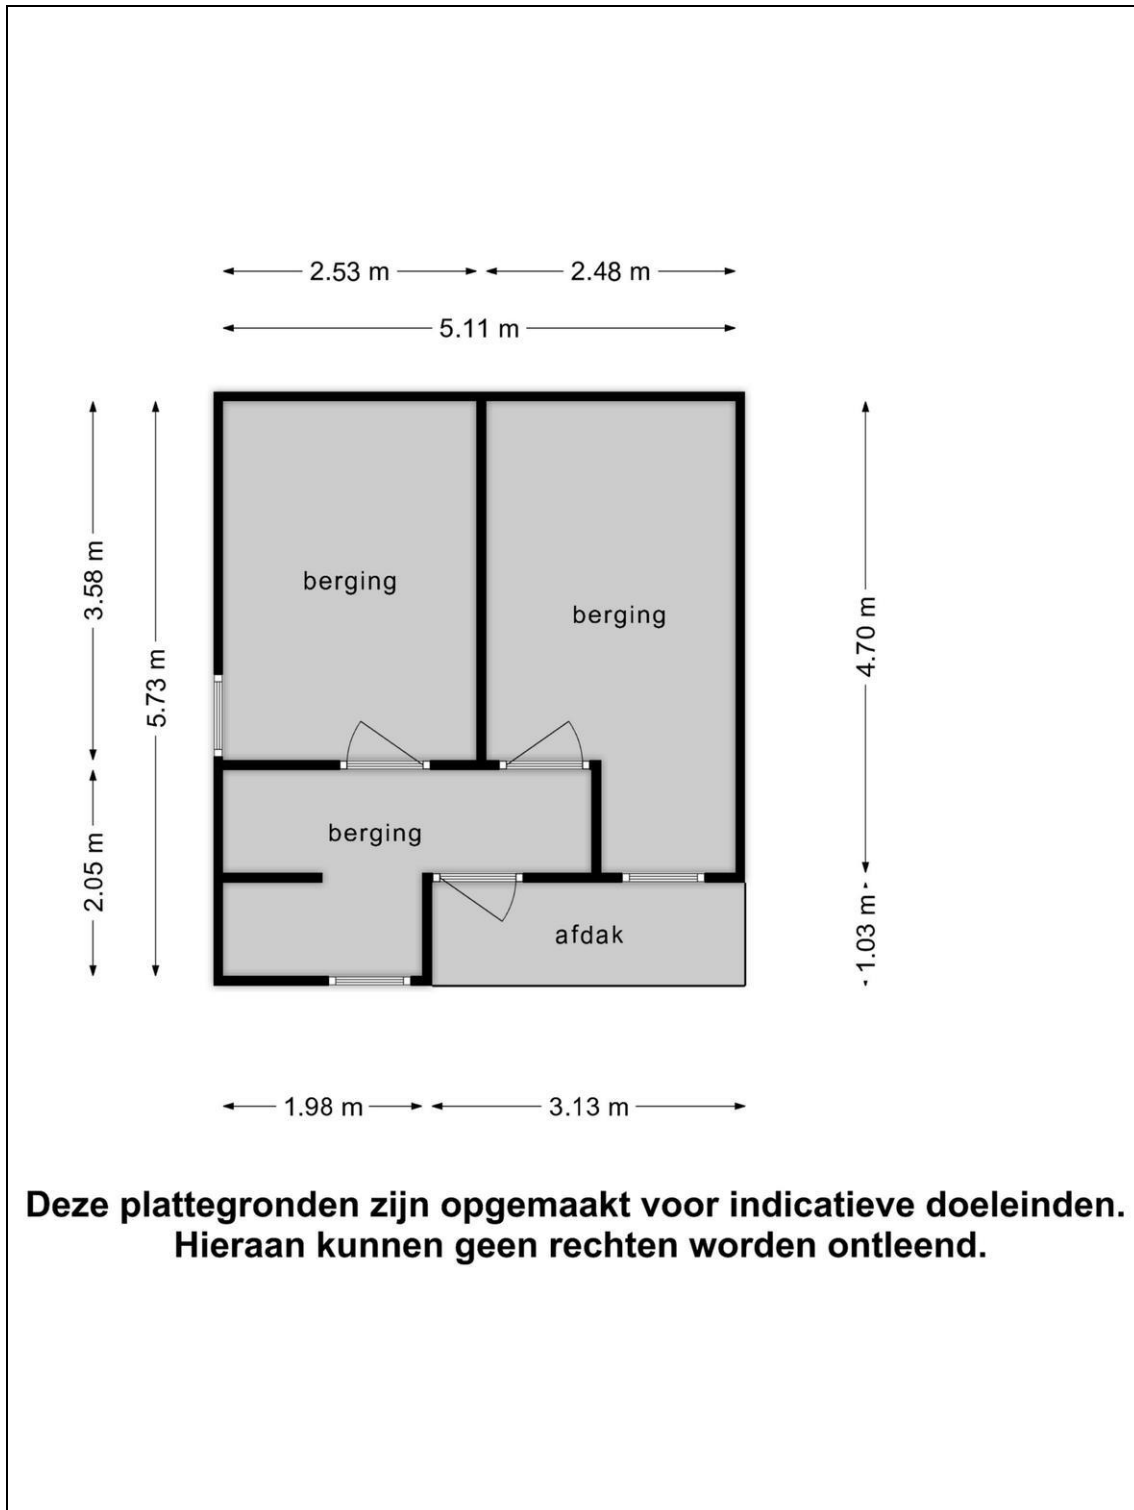 2.53 m
2.48 m
5.11 m
3.58 m
5.73 m
4.70 m
berging
berging
berging
2.05 m
afdak
1.03 m
1.98 m
3.13 m
Deze plattegronden zijn opgemaakt voor indicatieve doeleinden.
Hieraan kunnen geen rechten worden ontleend.